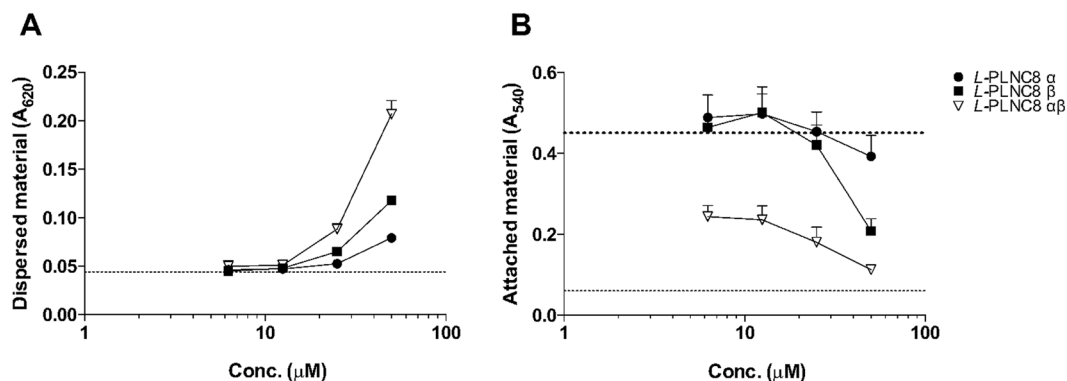 A
Dispersed material (A620)
0.25
0.20
0.15
0.10
0.05
0.00
1
10
100
Conc. (μM)
B
Attached material (A540)
0.6
0.4
0.2
0.0
1
10
100
Conc. (μM)
L-PLNC8 α
L-PLNC8 β
L-PLNC8 αβ